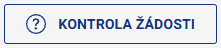 ? KONTROLA ŽÁDOSTI